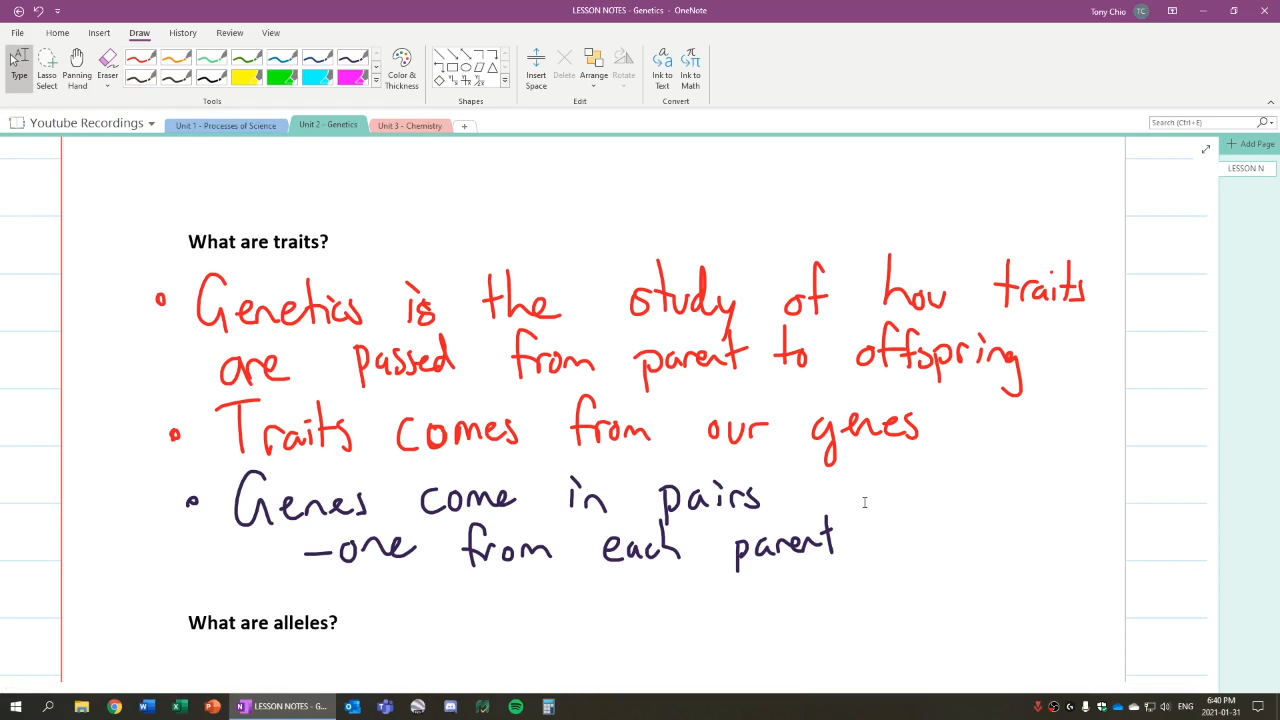 LESSON NOTES - Genetics - OneNote
Tony Chio TC
File Home Insert Draw History Review View
Type
Lasso Select
Panning Hand
Eraser
Color & Thickness
Insert Space
Delete
Arrange
Rotate
Ink to Text
Ink to Math
Tools
Shapes
Edit
Convert
Youtube Recordings
Unit 1 - Processes of Science
Unit 2 - Genetics
Unit 3 - Chemistry
Search (Ctrl+E)
Add Page
LESSON N
What are traits?
• Genetics is the study of how traits
are passed from parent to offspring
• Traits comes from our genes
• Genes come in pairs
- one from each parent
What are alleles?
LESSON NOTES - G...
ENG
6:40 PM
2021-01-31